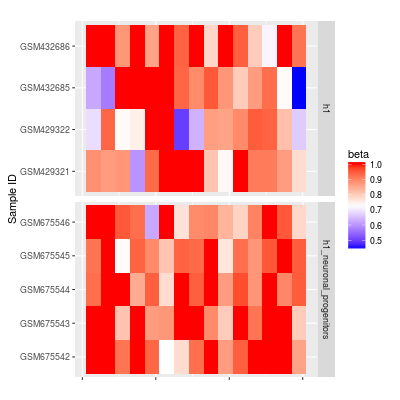 Sample ID
GSM432686
GSM432685
GSM429322
GSM429321
h1
GSM675546
GSM675545
GSM675544
GSM675543
GSM675542
h1_neuronal_progenitors
beta
1.0
0.9
0.8
0.7
0.6
0.5